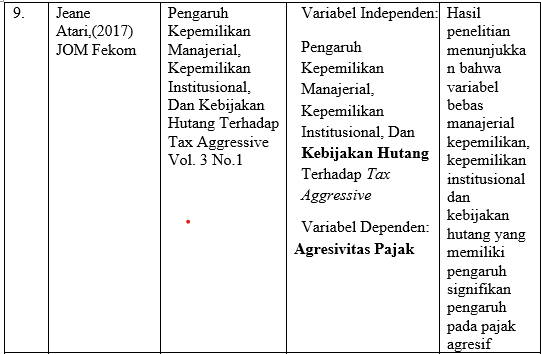 9.
Jeane
Atari,(2017)
JOM Fekom
Pengaruh
Kepemilikan
Manajerial,
Kepemilikan
Institusional,
Dan Kebijakan
Hutang Terhadap
Tax Aggressive
Vol. 3 No.1
Variabel Independen:
Pengaruh
Kepemilikan
Manajerial,
Kepemilikan
Institusional, Dan
Kebijakan Hutang
Terhadap Tax
Aggressive
Variabel Dependen:
Agresivitas Pajak
Hasil
penelitian
menunjukka
n bahwa
variabel
bebas
manajerial
kepemilikan,
kepemilikan
institusional
dan
kebijakan
hutang yang
memiliki
pengaruh
signifikan
pengaruh
pada pajak
agresif